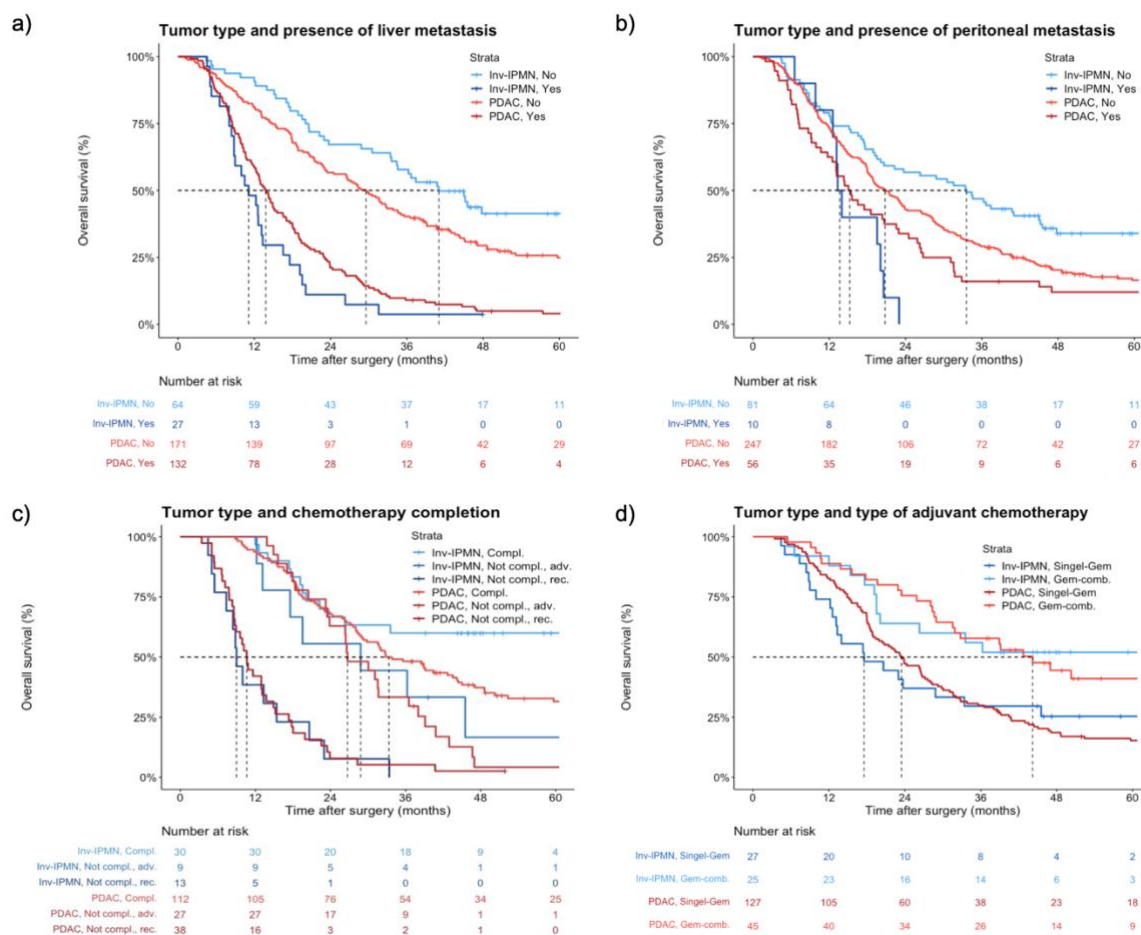 a)
Tumor type and presence of liver metastasis
Strata
Inv-IPMN, No
Inv-IPMN, Yes
PDAC, No
PDAC, Yes
Overall survival (%)
100%
75%
50%
25%
0%
0 12 24 36 48 60
Time after surgery (months)
Number at risk
Inv-IPMN, No 64 59 43 37 17 11
Inv-IPMN, Yes 27 13 3 1 0 0
PDAC, No 171 139 97 69 42 29
PDAC, Yes 132 78 28 12 6 4
b)
Tumor type and presence of peritoneal metastasis
Strata
Inv-IPMN, No
Inv-IPMN, Yes
PDAC, No
PDAC, Yes
Overall survival (%)
100%
75%
50%
25%
0%
0 12 24 36 48 60
Time after surgery (months)
Number at risk
Inv-IPMN, No 81 64 46 38 17 11
Inv-IPMN, Yes 10 8 0 0 0 0
PDAC, No 247 182 106 72 42 27
PDAC, Yes 56 35 19 9 6 6
c)
Tumor type and chemotherapy completion
Strata
Inv-IPMN, Compl.
Inv-IPMN, Not compl., adv.
Inv-IPMN, Not compl., rec.
PDAC, Compl.
PDAC, Not compl., adv.
PDAC, Not compl., rec.
Overall survival (%)
100%
75%
50%
25%
0%
0 12 24 36 48 60
Time after surgery (months)
Number at risk
Inv-IPMN, Compl. 30 30 20 18 9 4
Inv-IPMN, Not compl., adv. 9 9 5 4 1 1
Inv-IPMN, Not compl., rec. 13 5 1 0 0 0
PDAC, Compl. 112 105 76 54 34 25
PDAC, Not compl., adv. 27 27 17 9 1 1
PDAC, Not compl., rec. 38 16 3 2 1 0
d)
Tumor type and type of adjuvant chemotherapy
Strata
Inv-IPMN, Singel-Gem
Inv-IPMN, Gem-comb.
PDAC, Singel-Gem
PDAC, Gem-comb.
Overall survival (%)
100%
75%
50%
25%
0%
0 12 24 36 48 60
Time after surgery (months)
Number at risk
Inv-IPMN, Singel-Gem 27 20 10 8 4 2
Inv-IPMN, Gem-comb. 25 23 16 14 6 3
PDAC, Singel-Gem 127 105 60 38 23 18
PDAC, Gem-comb. 45 40 34 26 14 9